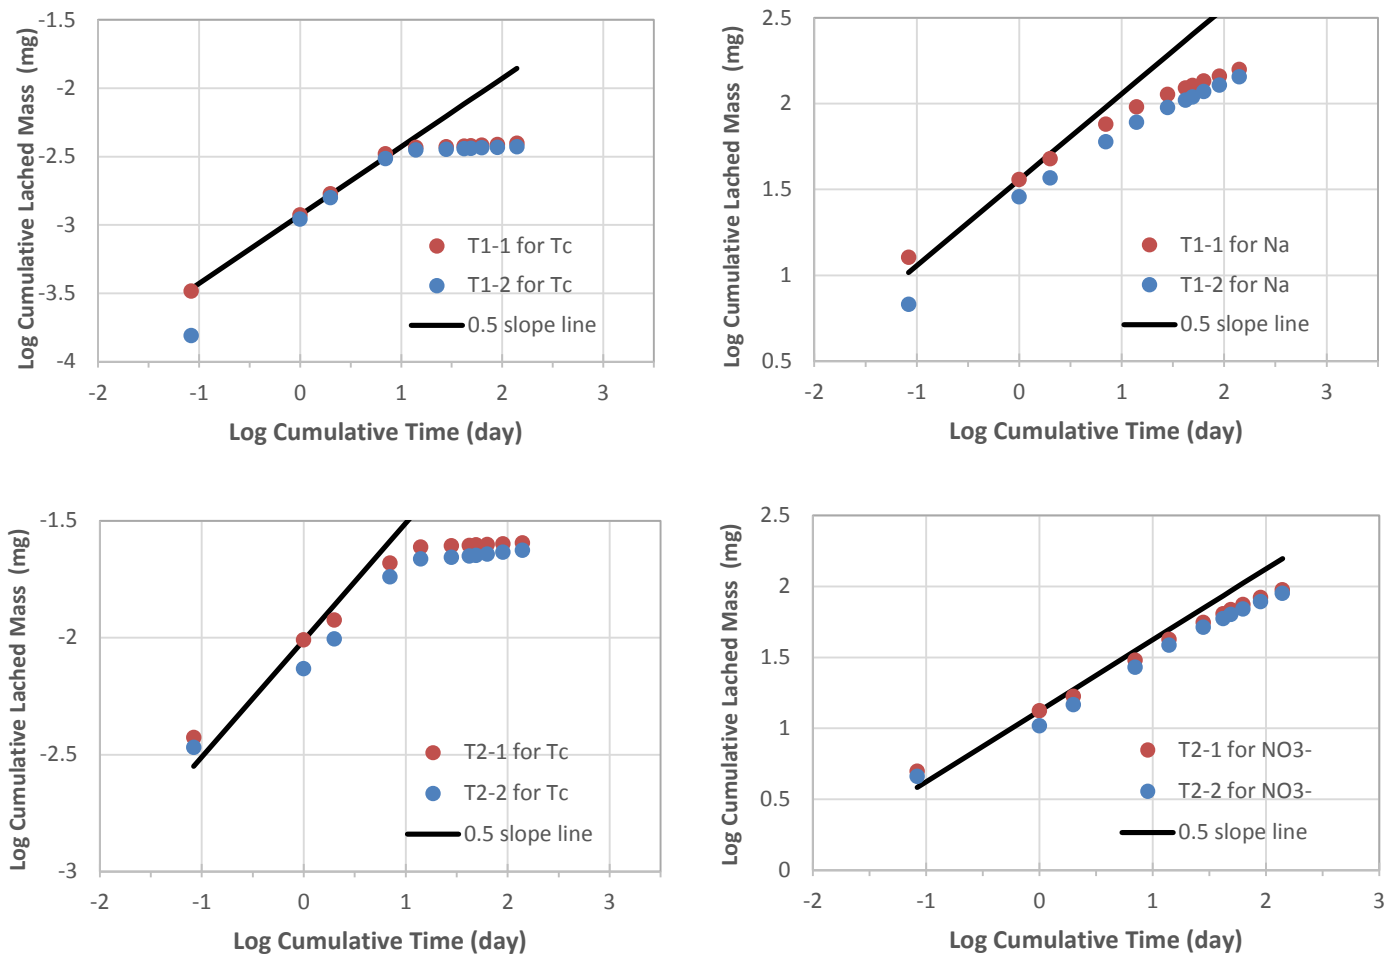 Log Cumulative Lached Mass (mg)
-1.5
-2
-2.5
-3
-3.5
-4
-2
-1
0
1
2
3
T1-1 for Tc
T1-2 for Tc
0.5 slope line
Log Cumulative Time (day)
Log Cumulative Lached Mass (mg)
2.5
2
1.5
1
0.5
-2
-1
0
1
2
3
T1-1 for Na
T1-2 for Na
0.5 slope line
Log Cumulative Time (day)
Log Cumulative Lached Mass (mg)
-1.5
-2
-2.5
-3
-2
-1
0
1
2
3
T2-1 for Tc
T2-2 for Tc
0.5 slope line
Log Cumulative Time (day)
Log Cumulative Lached Mass (mg)
2.5
2
1.5
1
0.5
0
-2
-1
0
1
2
3
T2-1 for NO3-
T2-2 for NO3-
0.5 slope line
Log Cumulative Time (day)